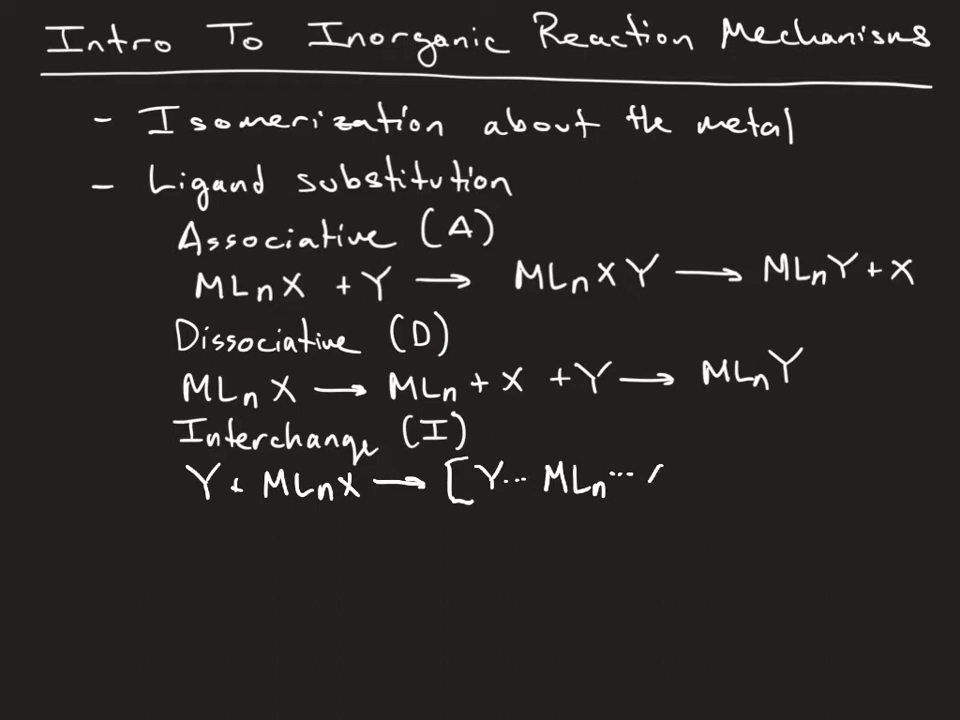 Intro To Inorganic Reaction Mechanisms
- Isomerization about the metal
- Ligand substitution
Associative (A)
MLnX + Y → MLnXY → MLnY + X
Dissociative (D)
MLnX → MLn + X + Y → MLnY
Interchange (I)
Y + MLnX → [Y... MLn...